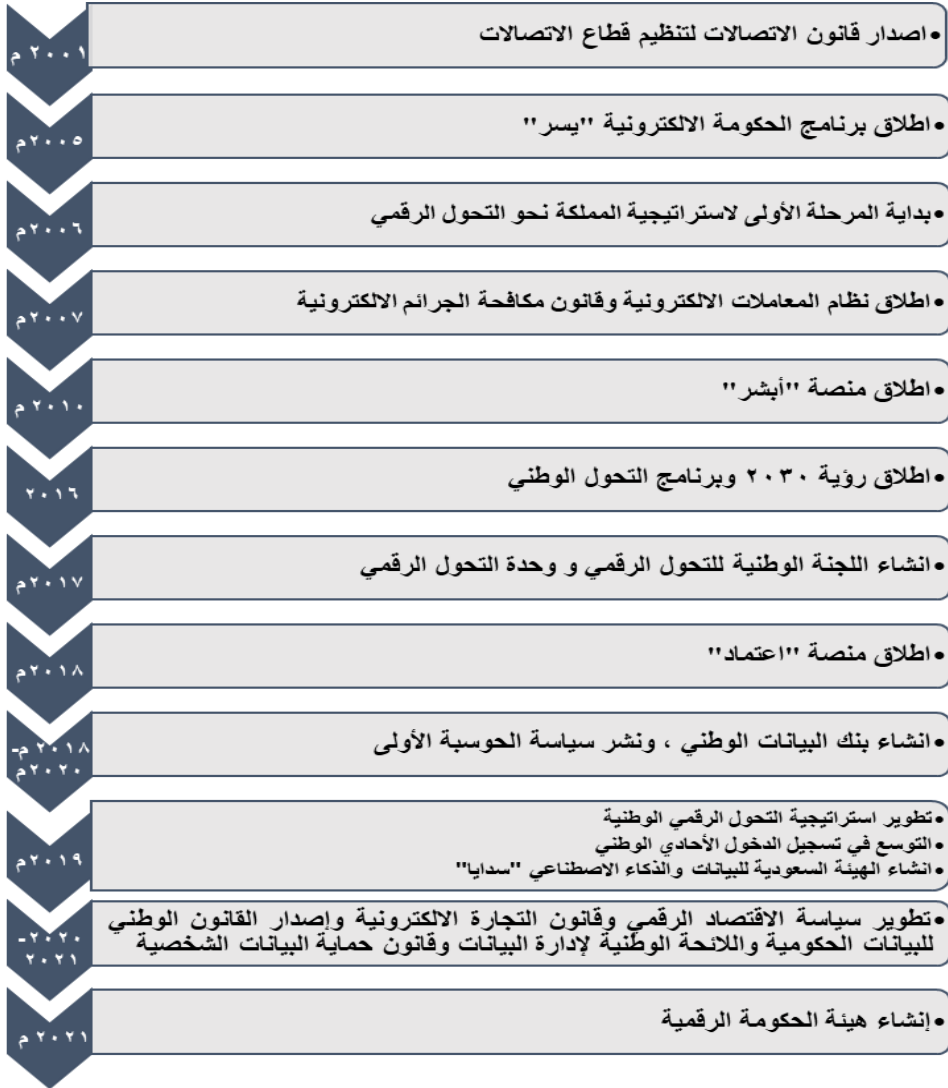 ٢٠٠١ م
•اصدار قانون الاتصالات لتنظيم قطاع الاتصالات
٢٠٠٥م
•اطلاق برنامج الحكومة الالكترونية "يسر"
٢٠٠٦م
•بداية المرحلة الأولى لاستراتيجية المملكة نحو التحول الرقمي
٢٠٠٧م
•اطلاق نظام المعاملات الالكترونية وقانون مكافحة الجرائم الالكترونية
٢٠١٠ م
•اطلاق منصة "أبشر"
٢٠١٦
•اطلاق رؤية ٢٠٣٠ وبرنامج التحول الوطني
٢٠١٧م
•انشاء اللجنة الوطنية للتحول الرقمي و وحدة التحول الرقمي
٢٠١٨م
•اطلاق منصة "اعتماد"
٢٠١٨ م-
٢٠٢٠م
•انشاء بنك البيانات الوطني ، ونشر سياسة الحوسبة الأولى
٢٠١٩م
•تطوير استراتيجية التحول الرقمي الوطنية
•التوسع في تسجيل الدخول الأحادي الوطني
•انشاء الهيئة السعودية للبيانات والذكاء الاصطناعي "سدايا"
٢٠٢٠-
٢٠٢١
•تطوير سياسة الاقتصاد الرقمي وقانون التجارة الالكترونية وإصدار القانون الوطني
للبيانات الحكومية واللائحة الوطنية لإدارة البيانات وقانون حماية البيانات الشخصية
٢٠٢١ م
•إنشاء هيئة الحكومة الرقمية